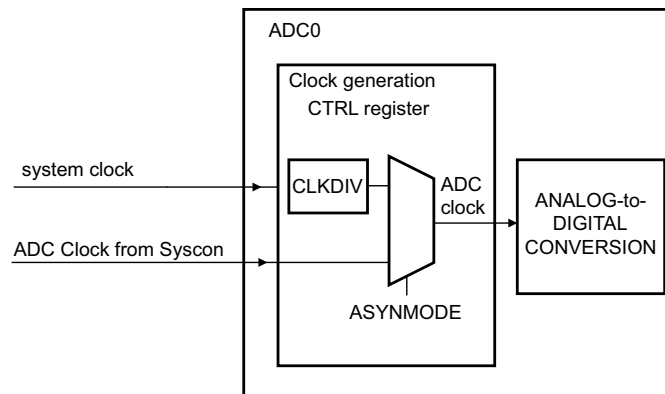 ADC0
Clock generation
CTRL register
system clock
CLKDIV
ADC
clock
ANALOG-to-
DIGITAL
CONVERSION
ADC Clock from Syscon
ASYNMODE